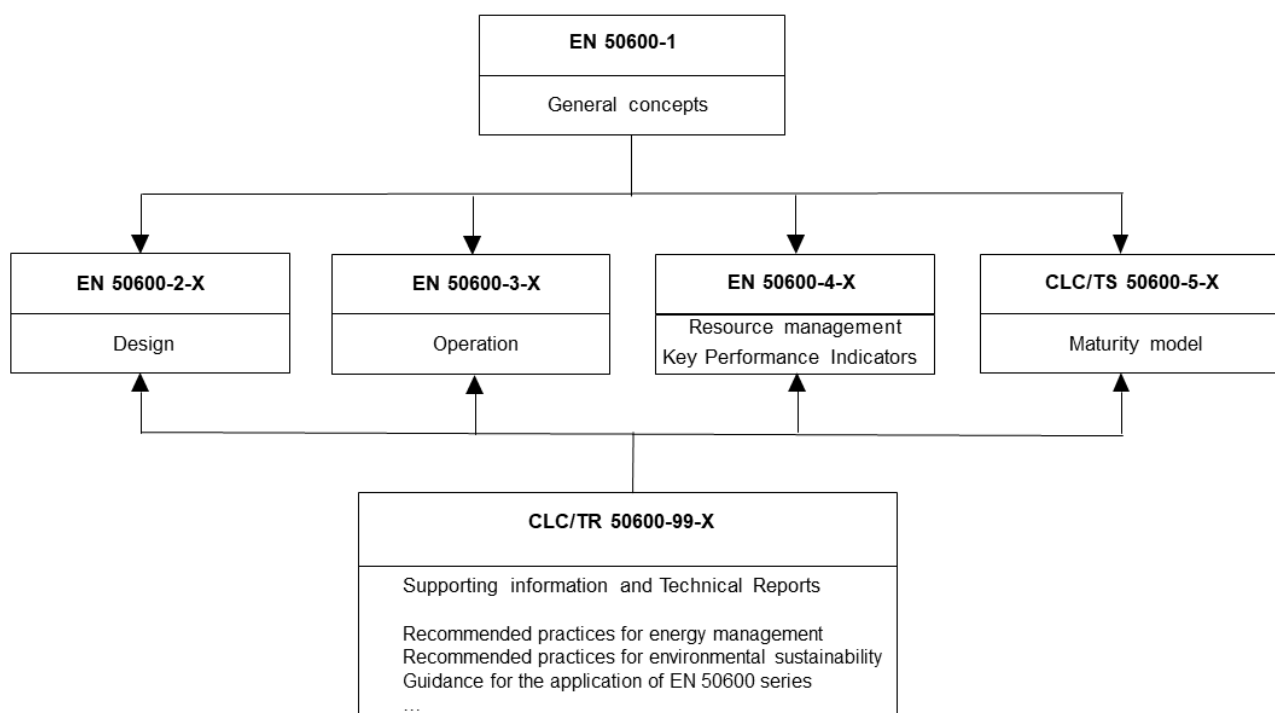 EN 50600-1
General concepts
EN 50600-2-X
Design
EN 50600-3-X
Operation
EN 50600-4-X
Resource management
Key Performance Indicators
CLC/TS 50600-5-X
Maturity model
CLC/TR 50600-99-X
Supporting information and Technical Reports
Recommended practices for energy management
Recommended practices for environmental sustainability
Guidance for the application of EN 50600 series
...